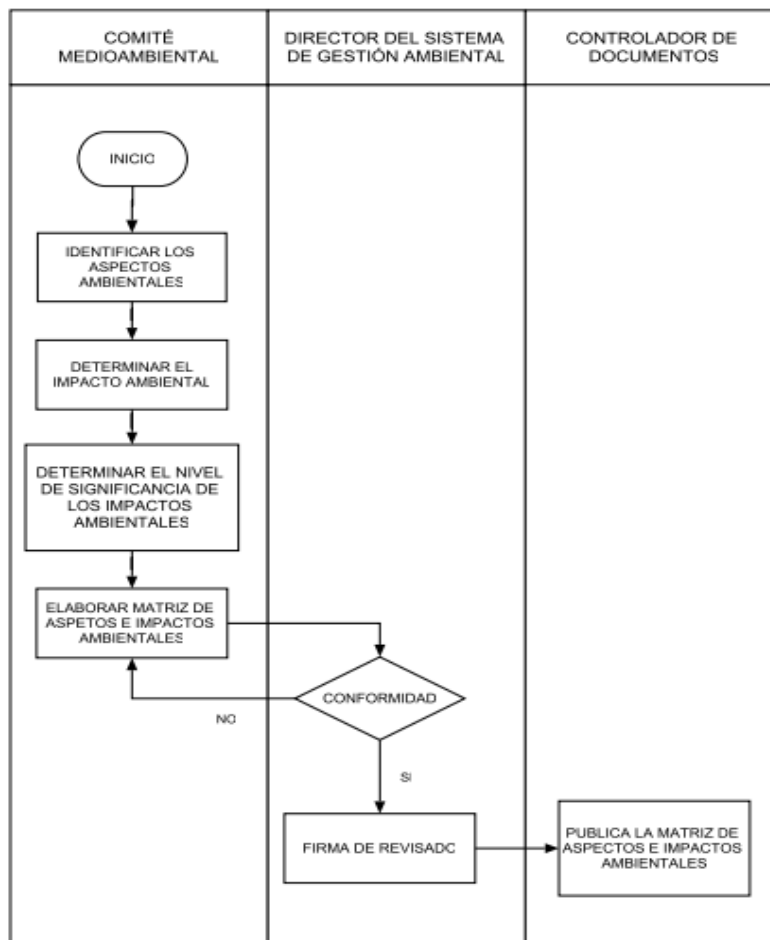 COMITÉ
MEDIOAMBIENTAL
DIRECTOR DEL SISTEMA
DE GESTIÓN AMBIENTAL
CONTROLADOR DE
DOCUMENTOS
INICIO
IDENTIFICAR LOS
ASPECTOS
AMBIENTALES
DETERMINAR EL
IMPACTO AMBIENTAL
DETERMINAR EL NIVEL
DE SIGNIFICANCIA DE
LOS IMPACTOS
AMBIENTALES
ELABORAR MATRIZ DE
ASPETOS E IMPACTOS
AMBIENTALES
CONFORMIDAD
NO
SI
FIRMA DE REVISADO
PUBLICA LA MATRIZ DE
ASPECTOS E IMPACTOS
AMBIENTALES